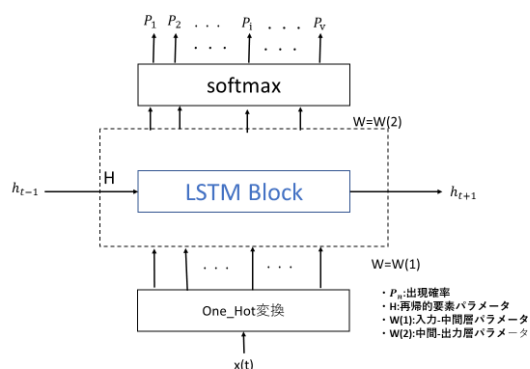 P₁ P₂ . . . Pᵢ . . . Pᵥ
. . . . . .
softmax
W=W(2)
H
hₜ₋₁ LSTM Block hₜ₊₁
. . . . . .
W=W(1)
One_Hot変換
x(t)
・Pₙ:出現確率
・H:再帰的要素パラメータ
・W(1):入力-中間層パラメータ
・W(2):中間-出力層パラメータ